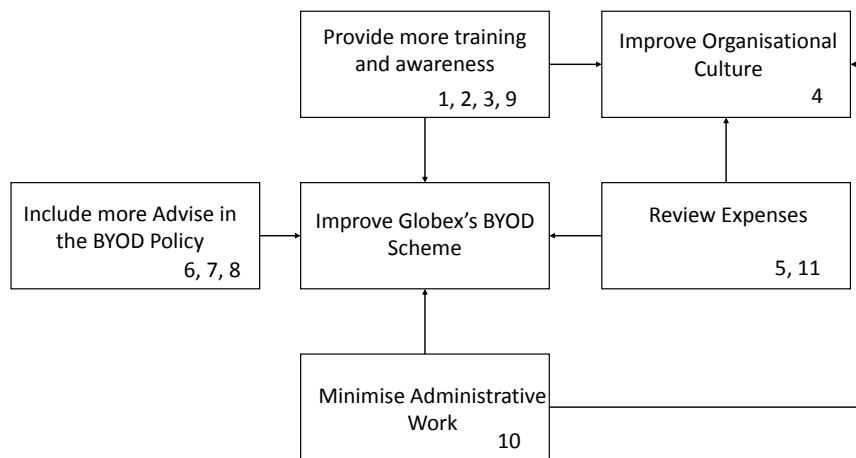 Provide more training
and awareness
1, 2, 3, 9
Improve Organisational
Culture
4
Include more Advise in
the BYOD Policy
6, 7, 8
Improve Globex's BYOD
Scheme
Review Expenses
5, 11
Minimise Administrative
Work
10